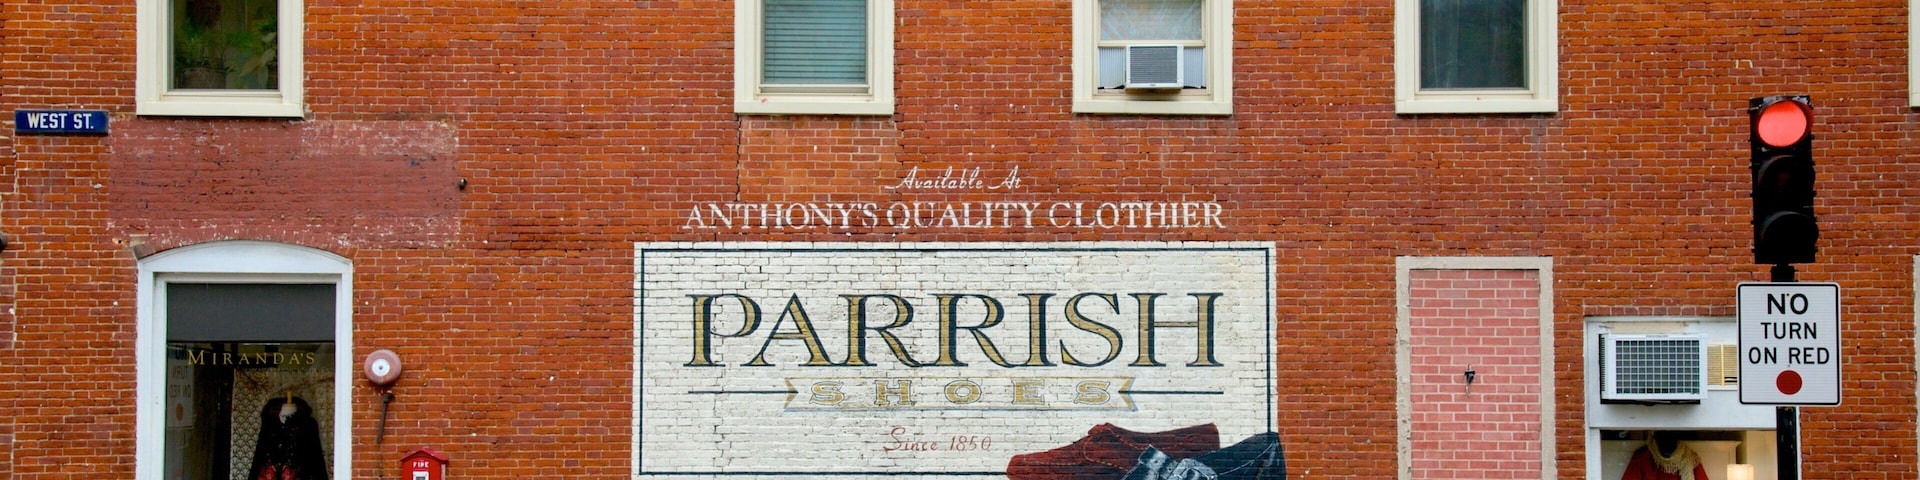 WEST ST.
Available At
ANTHONY'S QUALITY CLOTHIER
PARRISH
SHOES
Since 1850
MIRANDA'S
FIRE
NO
TURN
ON RED